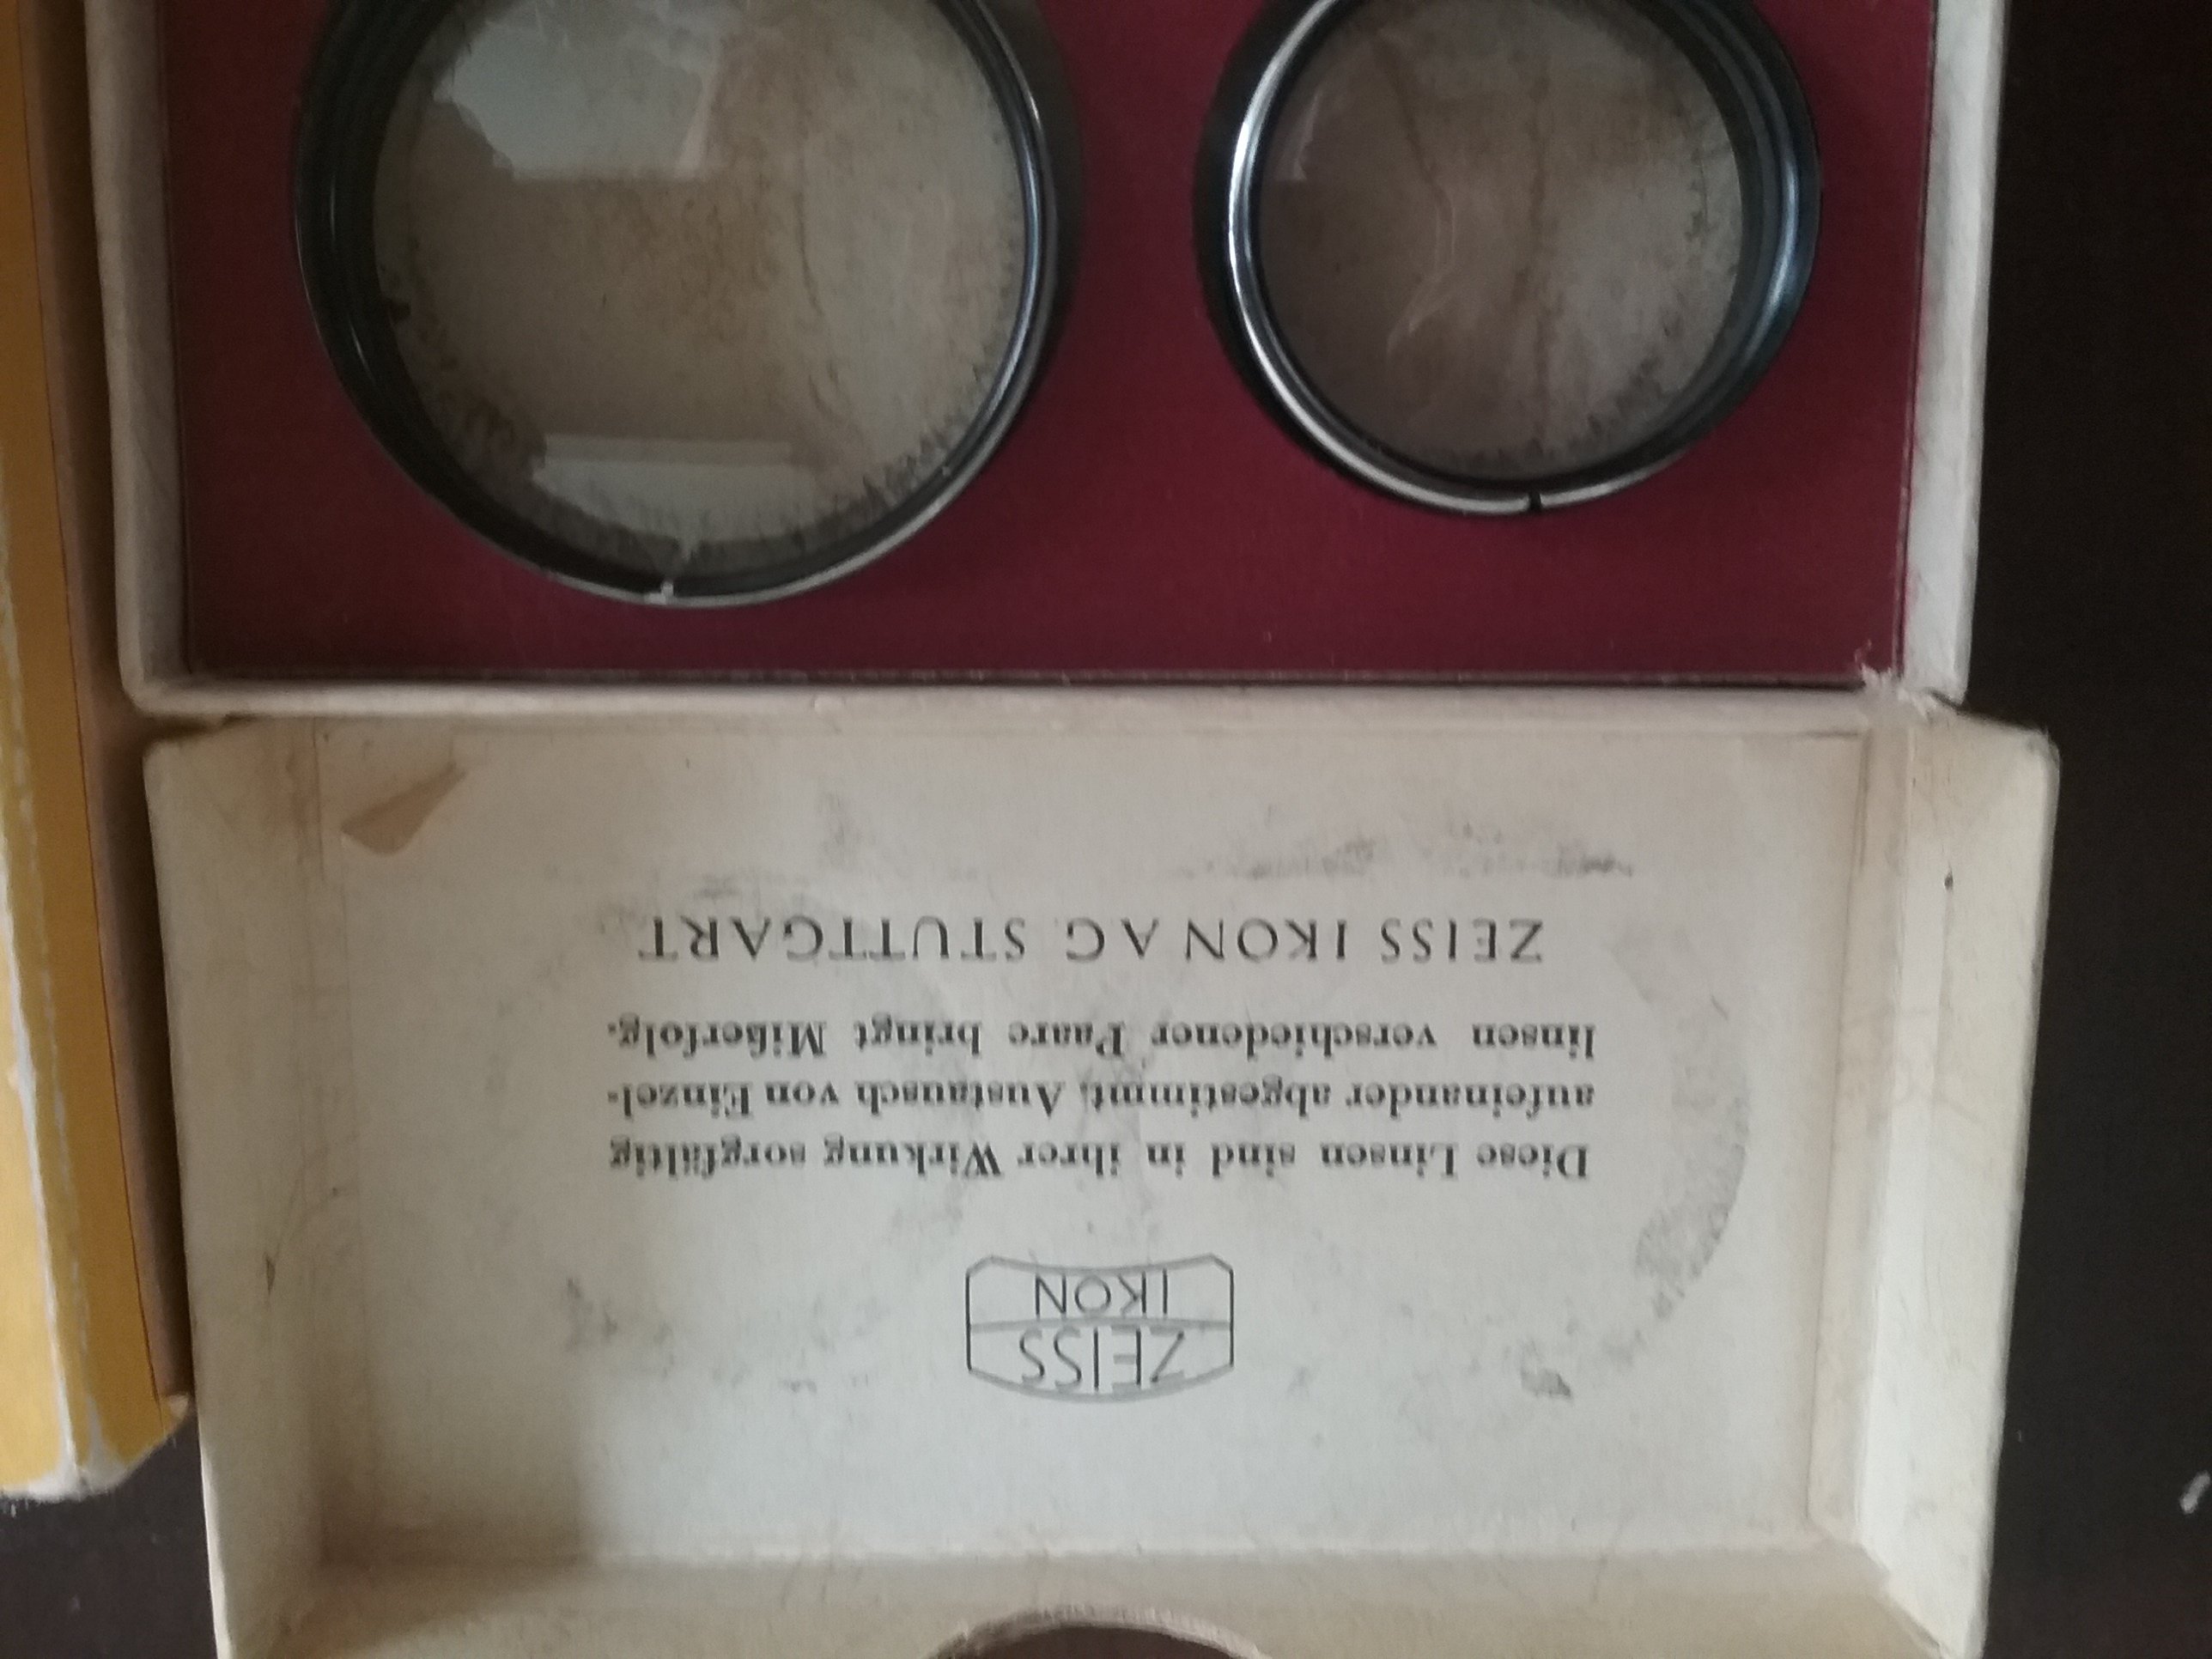 ZEISS
IKON
Diese Linsen sind in ihrer Wirkung sorgfältig
aufeinander abgestimmt; Austausch von Einzel-
linsen verschiedener Paare bringt Mißerfolg.
ZEISS IKON A.G. STUTTGART